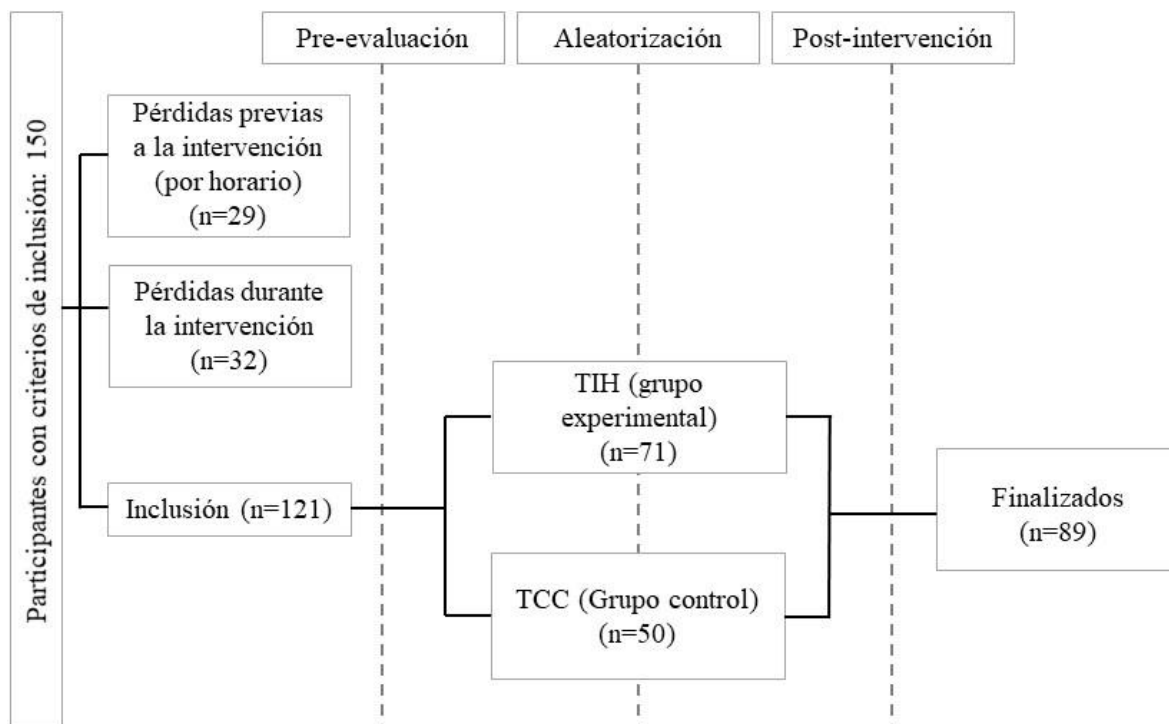 Participantes con criterios de inclusión: 150
Pre-evaluación
Aleatorización
Post-intervención
Pérdidas previas
a la intervención
(por horario)
(n=29)
Pérdidas durante
la intervención
(n=32)
Inclusión (n=121)
TIH (grupo
experimental)
(n=71)
TCC (Grupo control)
(n=50)
Finalizados
(n=89)